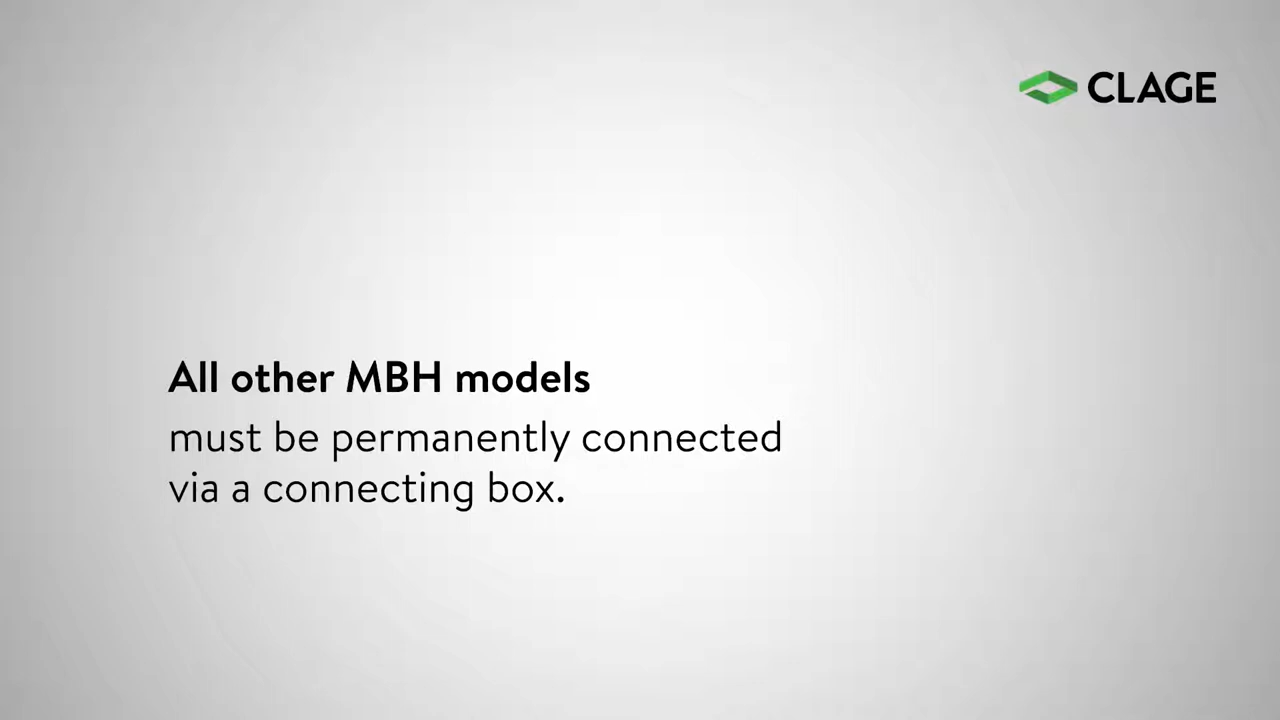 CLAGE
All other MBH models
must be permanently connected
via a connecting box.